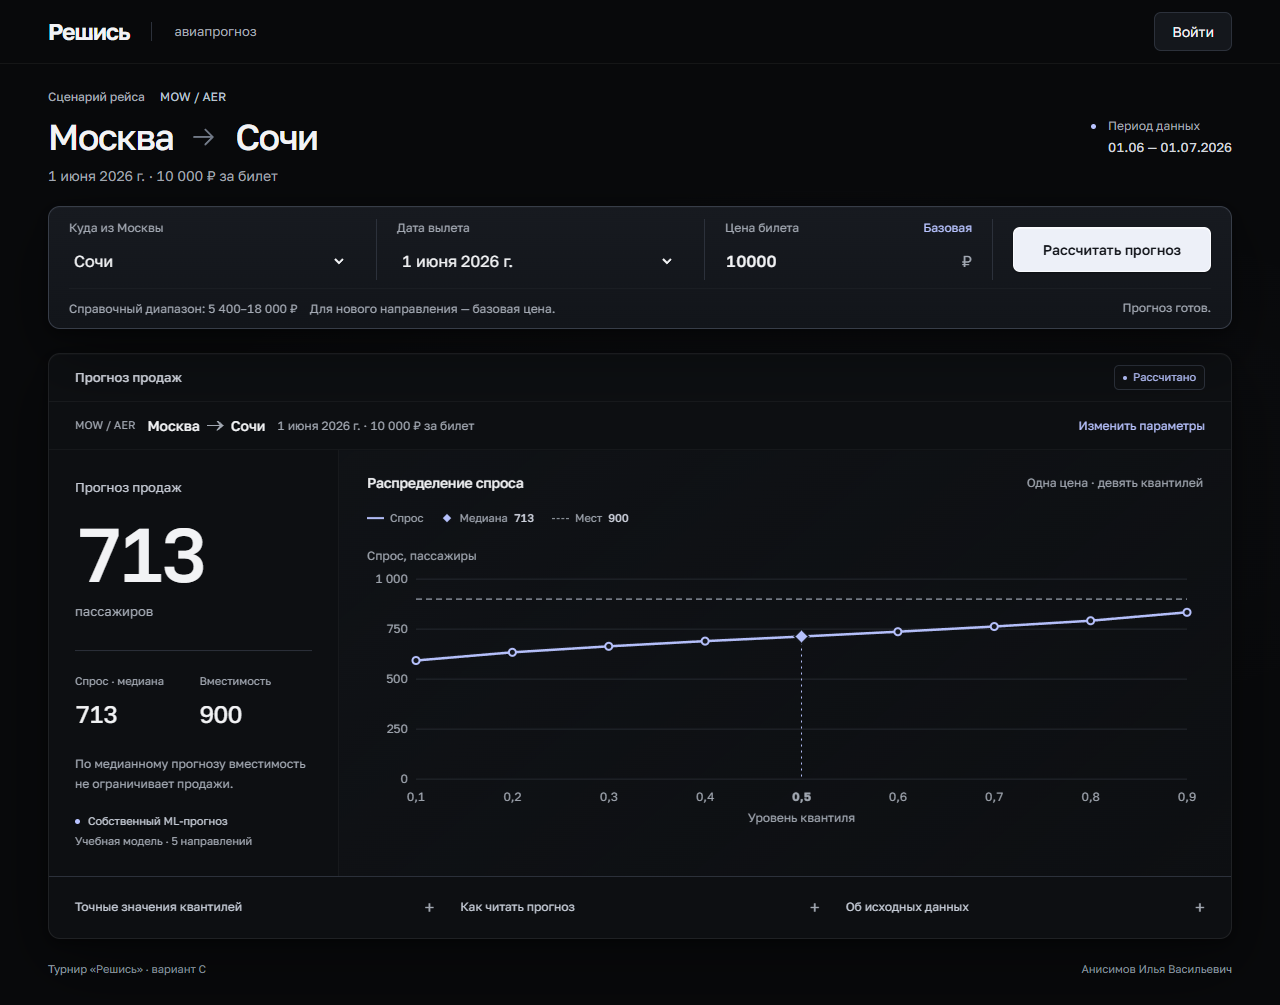 Решись
авиапрогноз
Войти
Сценарий рейса MOW / AER
Москва → Сочи
1 июня 2026 г. · 10 000 ₽ за билет
Период данных
01.06 — 01.07.2026
Куда из Москвы
Сочи
Дата вылета
1 июня 2026 г.
Цена билета Базовая
10000 ₽
Рассчитать прогноз
Справочный диапазон: 5 400–18 000 ₽ Для нового направления — базовая цена.
Прогноз готов.
Прогноз продаж
Рассчитано
MOW / AER Москва → Сочи 1 июня 2026 г. · 10 000 ₽ за билет
Изменить параметры
Прогноз продаж
713
пассажиров
Спрос · медиана
713
Вместимость
900
По медианному прогнозу вместимость
не ограничивает продажи.
Собственный ML-прогноз
Учебная модель · 5 направлений
Распределение спроса
Одна цена · девять квантилей
Спрос Медиана 713 Мест 900
Спрос, пассажиры
1 000
750
500
250
0
0,1 0,2 0,3 0,4 0,5 0,6 0,7 0,8 0,9
Уровень квантиля
Точные значения квантилей +
Как читать прогноз +
Об исходных данных +
Турнир «Решись» · вариант C
Анисимов Илья Васильевич